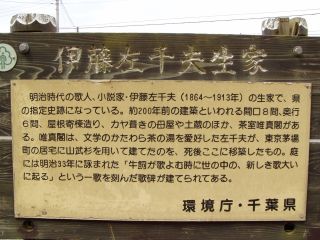 伊藤左千夫生家
明治時代の歌人、小説家・伊藤左千夫(1864〜1913年)の生家で、県
の指定史跡になっている。約200年前の建築といわれる間口8間、奥行
6間、屋根寄棟造り、カヤ葺きの母屋や土蔵のほか、茶室唯真閣があ
る。唯真閣は、文学のかたわら茶の湯を好んだ左千夫が、東京茅場
町の居宅に山武杉を用いて建てたのを、死後ここに移築したもの。庭
には明治33年に詠まれた「牛飼が歌よむ時に世の中の、新しき歌大い
に起る」という一歌を刻んだ歌碑が建てられてある。
環境庁・千葉県